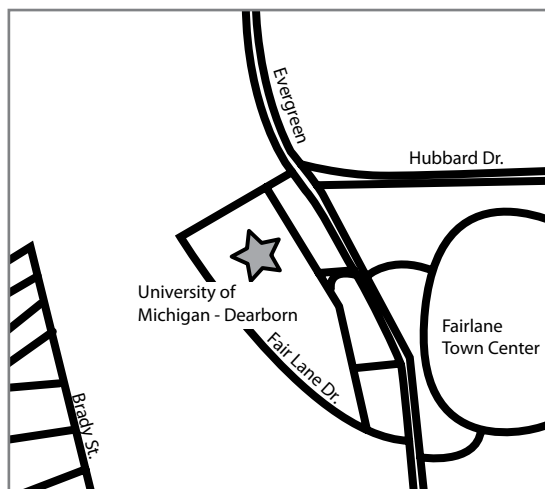 Evergreen
Hubbard Dr.
University of
Michigan - Dearborn
Fairlane
Town Center
Fair Lane Dr.
Brady St.